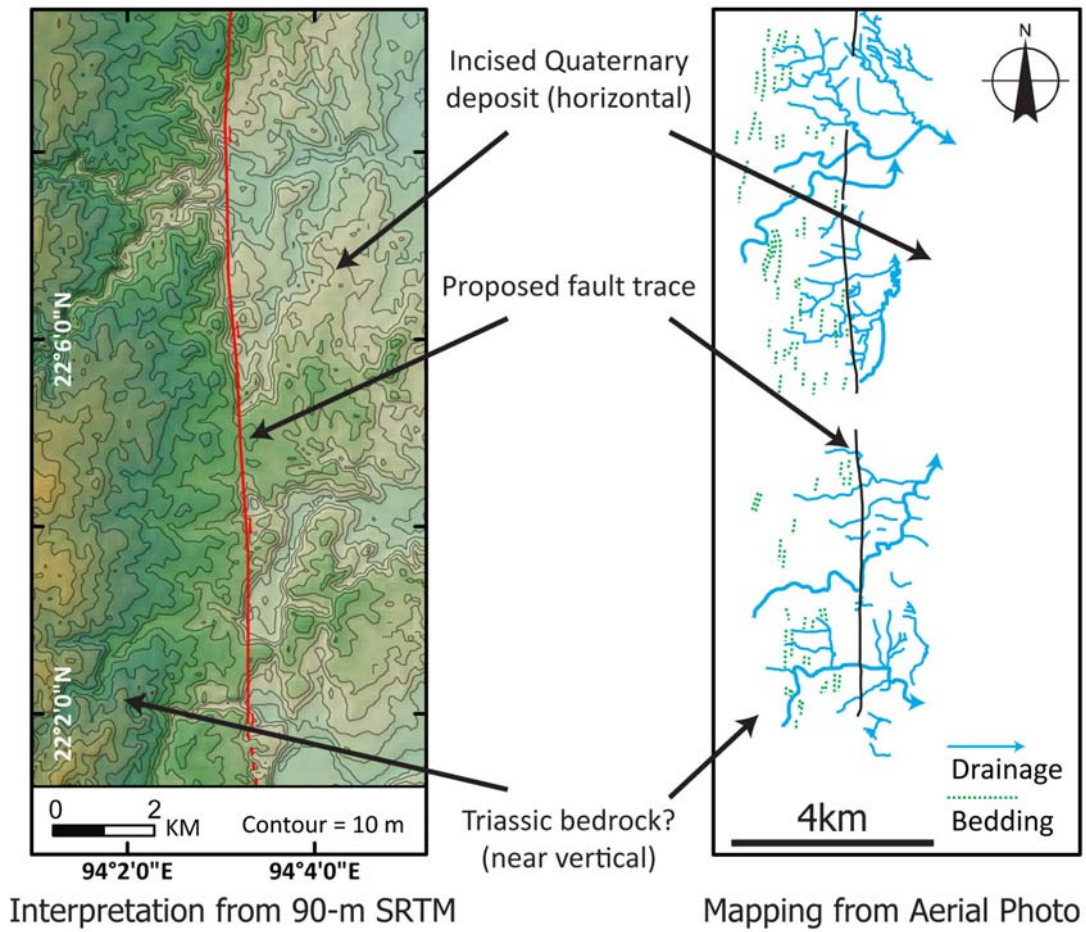 Incised Quaternary
deposit (horizontal)
N
Proposed fault trace
22°6'0"N
22°2'0"N
Triassic bedrock?
(near vertical)
0 2
KM
Contour = 10 m
94°2'0"E 94°4'0"E
4km
Drainage
Bedding
Interpretation from 90-m SRTM
Mapping from Aerial Photo